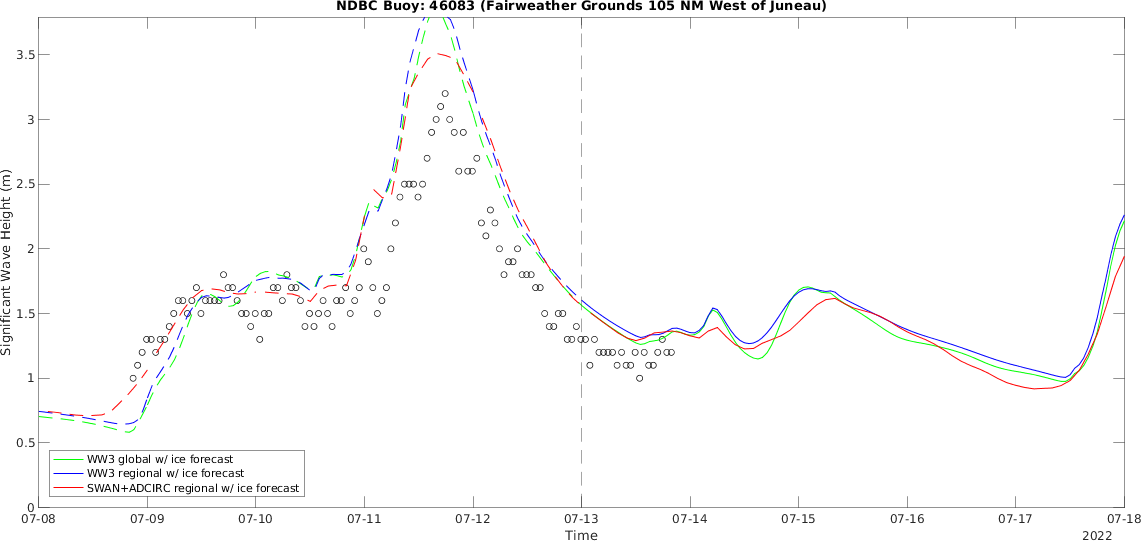 NDBC Buoy: 46083 (Fairweather Grounds 105 NM West of Juneau)
Significant Wave Height (m)
3.5
3
2.5
2
1.5
1
0.5
0
WW3 global w/ ice forecast
WW3 regional w/ ice forecast
SWAN+ADCIRC regional w/ ice forecast
07-08 07-09 07-10 07-11 07-12 07-13 07-14 07-15 07-16 07-17 07-18
Time
2022